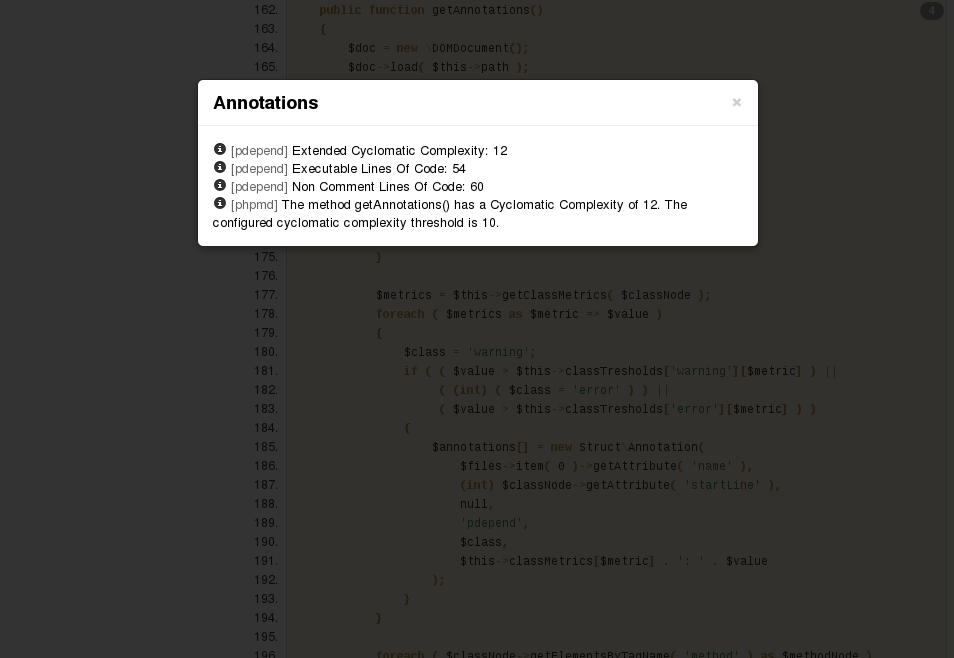 162. public function getAnnotations() 4
163. {
164. $doc = new \DOMDocument();
165. $doc->load( $this->path );
Annotations ×
[pdepend] Extended Cyclomatic Complexity: 12
[pdepend] Executable Lines Of Code: 54
[pdepend] Non Comment Lines Of Code: 60
[phpmd] The method getAnnotations() has a Cyclomatic Complexity of 12. The
configured cyclomatic complexity threshold is 10.
175. }
176.
177. $metrics = $this->getClassMetrics( $classNode );
178. foreach ( $metrics as $metric => $value )
179. {
180. $class = 'warning';
181. if ( ( $value > $this->classTresholds['warning'][$metric] ) ||
182. ( (int) ( $class = 'error' ) ) ||
183. ( $value > $this->classTresholds['error'][$metric] ) )
184. {
185. $annotations[] = new Struct\Annotation(
186. $files->item( 0 )->getAttribute( 'name' ),
187. (int) $classNode->getAttribute( 'startLine' ),
188. null,
189. 'pdepend',
190. $class,
191. $this->classMetrics[$metric] . ': ' . $value
192. );
193. }
194. }
195.
196. foreach ( $classNode->getElementsByTagName( 'method' ) as $methodNode )